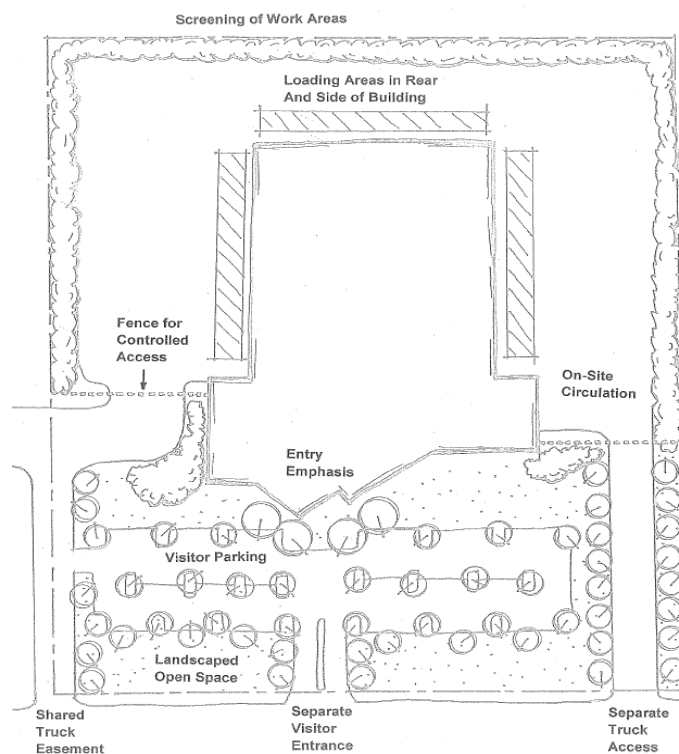 Screening of Work Areas
Loading Areas in Rear
And Side of Building
Fence for
Controlled
Access
On-Site
Circulation
Entry
Emphasis
Visitor Parking
Landscaped
Open Space
Shared
Truck
Easement
Separate
Visitor
Entrance
Separate
Truck
Access